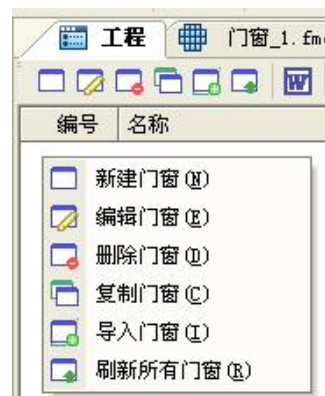 工程 门窗_1.fm
编号 名称
新建门窗(N)
编辑门窗(E)
删除门窗(D)
复制门窗(C)
导入门窗(I)
刷新所有门窗(R)